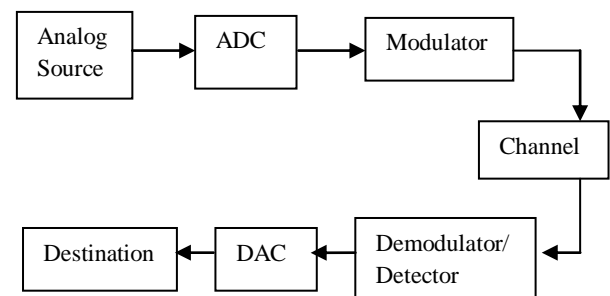 Analog
Source
ADC
Modulator
Channel
Demodulator/
Detector
DAC
Destination